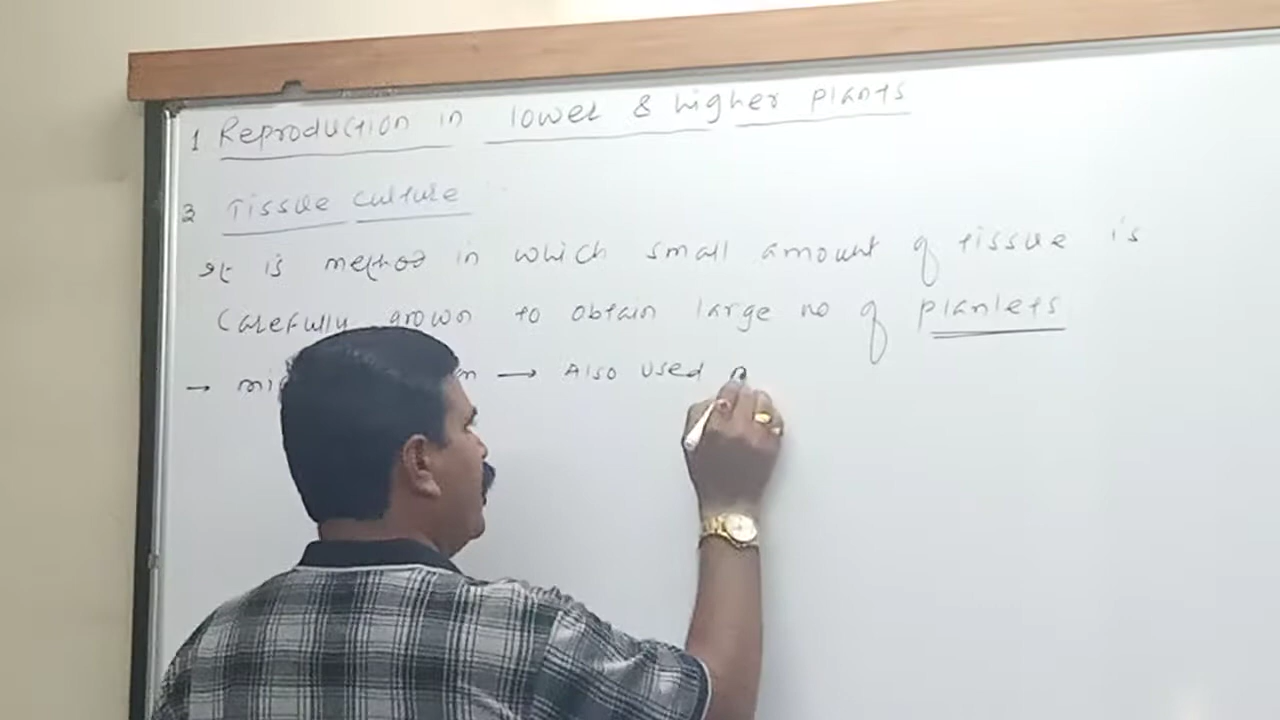 1 Reproduction in lower & higher plants
3 Tissue culture
It is method in which small amount of tissue is
Carefully grown to obtain large no of planlets
→ → Also used